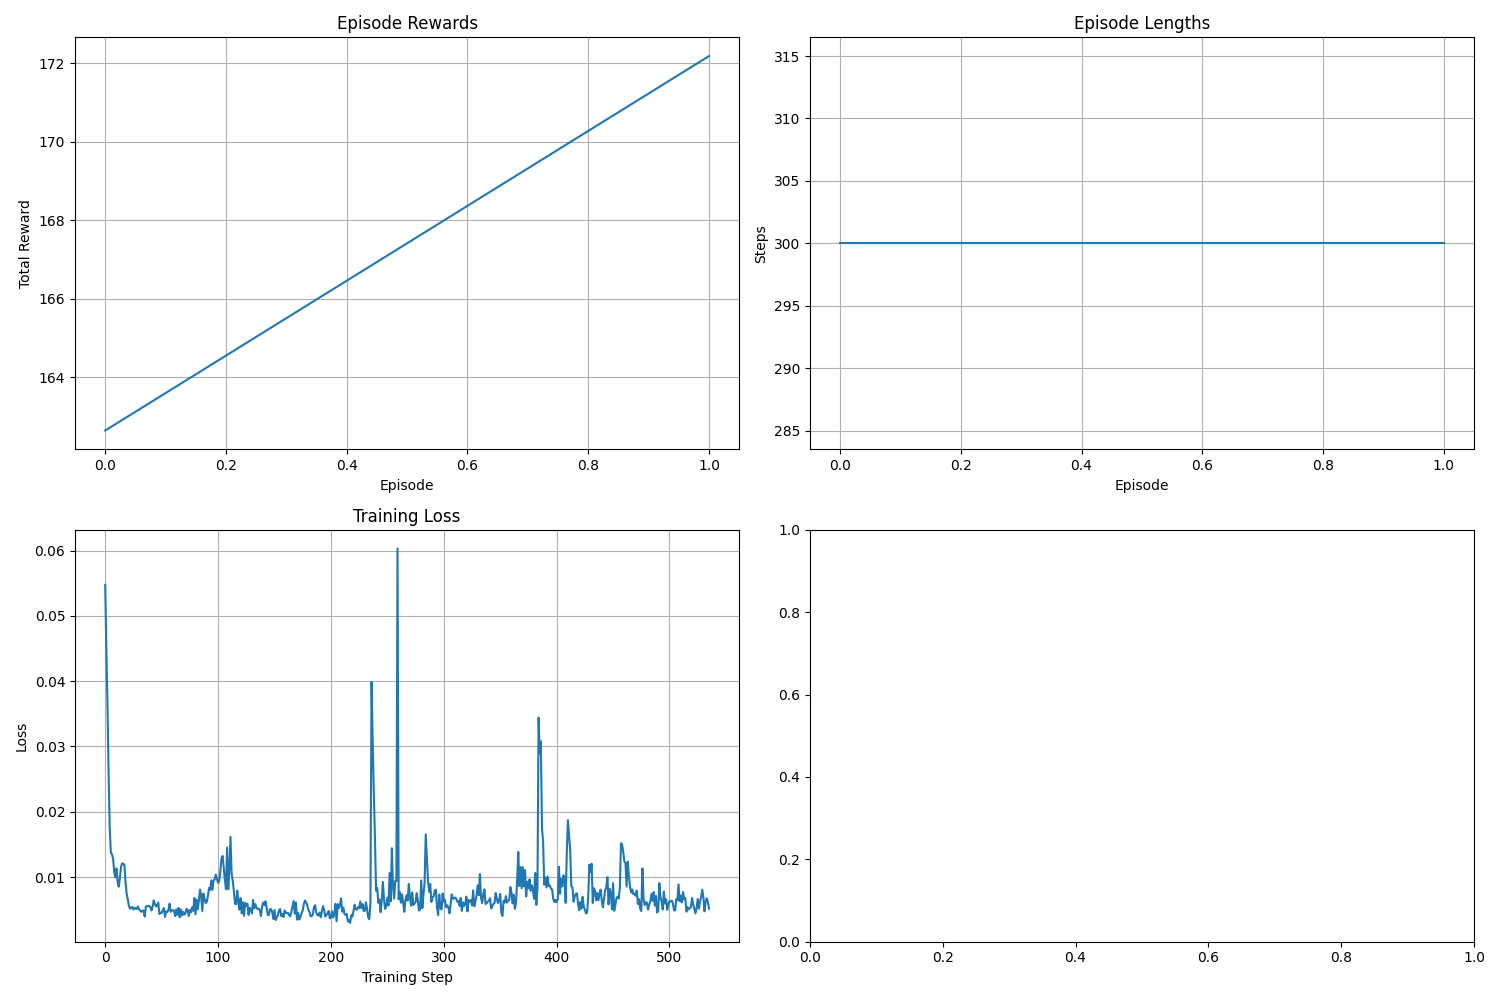 Episode Rewards
Total Reward
172
170
168
166
164
0.0 0.2 0.4 0.6 0.8 1.0
Episode
Episode Lengths
Steps
315
310
305
300
295
290
285
0.0 0.2 0.4 0.6 0.8 1.0
Episode
Training Loss
Loss
0.06
0.05
0.04
0.03
0.02
0.01
0 100 200 300 400 500
Training Step
1.0
0.8
0.6
0.4
0.2
0.0
0.0 0.2 0.4 0.6 0.8 1.0